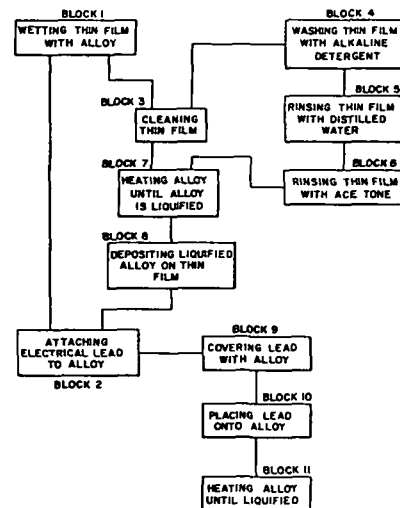 BLOCK 1
WETTING THIN FILM
WITH ALLOY
BLOCK 4
WASHING THIN FILM
WITH ALKALINE
DETERGENT
BLOCK 5
RINSING THIN FILM
WITH DISTILLED
WATER
BLOCK 6
RINSING THIN FILM
WITH ACE TONE
BLOCK 3
CLEANING
THIN FILM
BLOCK 7
HEATING ALLOY
UNTIL ALLOY
IS LIQUIFIED
BLOCK 8
DEPOSITING LIQUIFIED
ALLOY ON THIN
FILM
ATTACHING
ELECTRICAL LEAD
TO ALLOY
BLOCK 2
BLOCK 9
COVERING LEAD
WITH ALLOY
BLOCK 10
PLACING LEAD
ONTO ALLOY
BLOCK 11
HEATING ALLOY
UNTIL LIQUIFIED